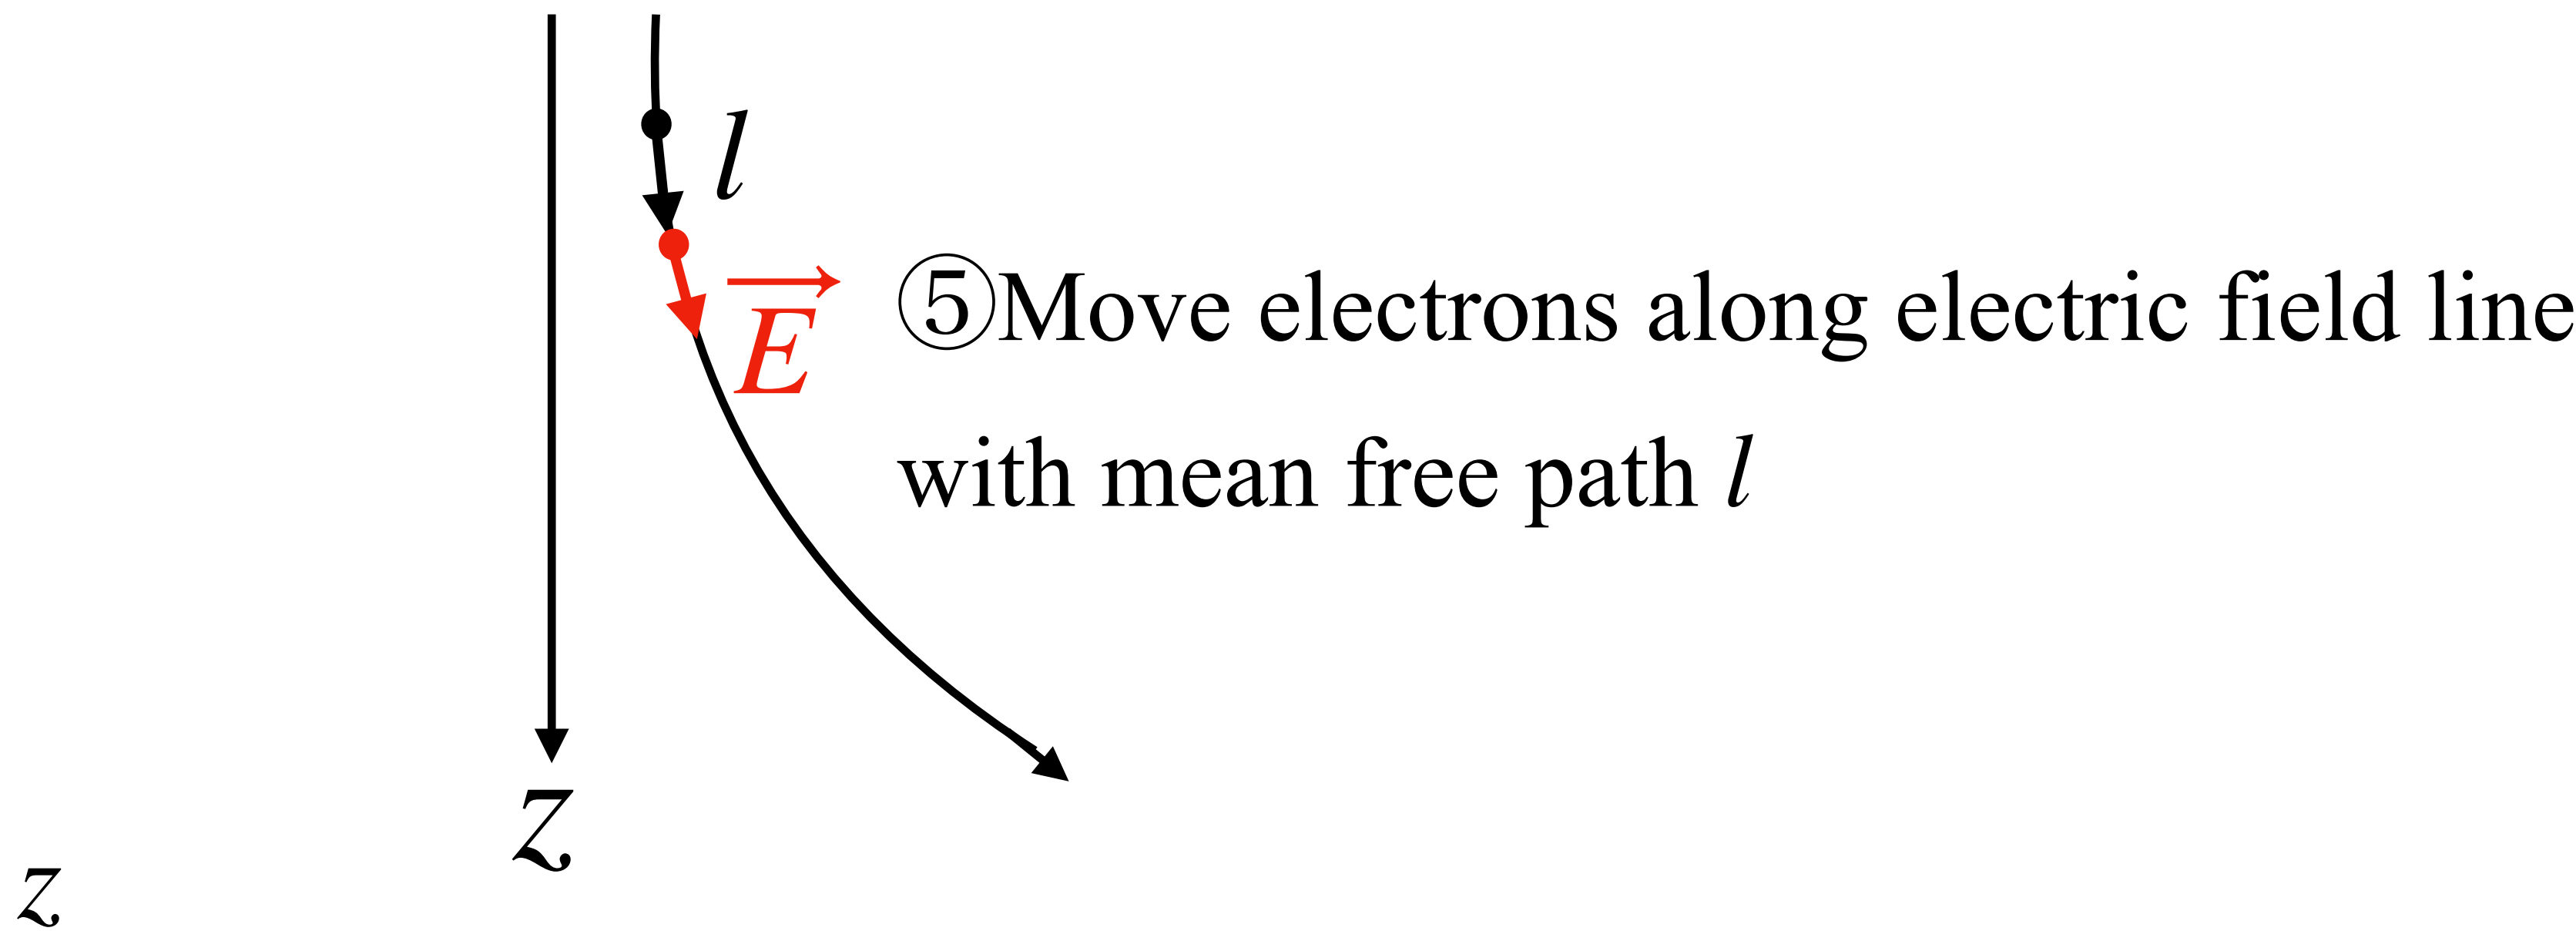 l
E
⑤Move electrons along electric field line
with mean free path l
z
z